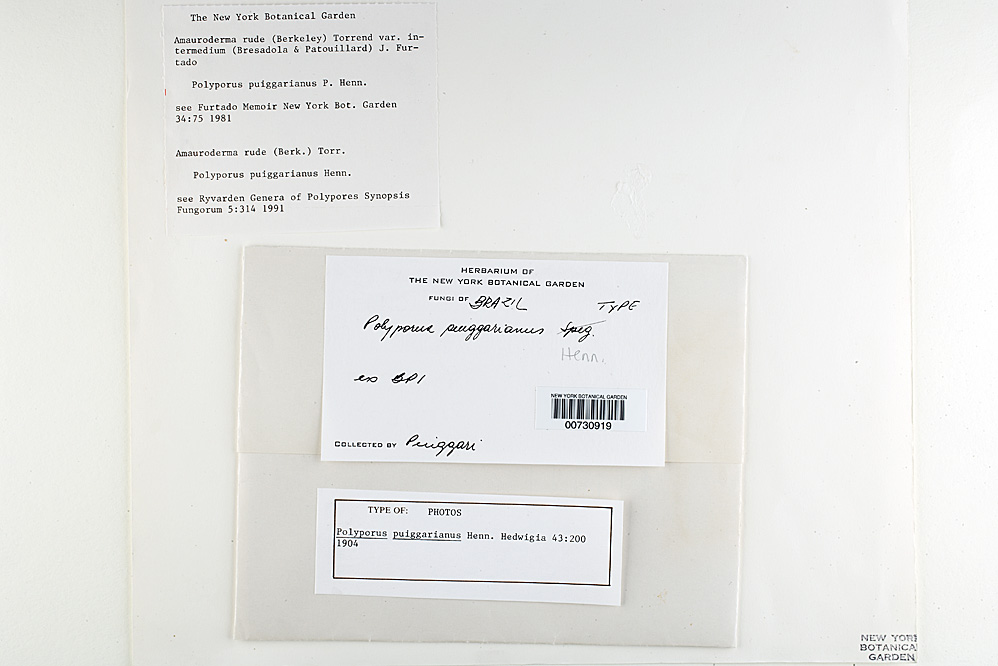 The New York Botanical Garden
Amauroderma rude (Berkeley) Torrend var. in-
termedium (Bresadola & Patouillard) J. Fur-
tado
Polyporus puiggarianus P. Henn.
see Furtado Memoir New York Bot. Garden
34:75 1981
Amauroderma rude (Berk.) Torr.
Polyporus puiggarianus Henn.
see Ryvarden Genera of Polypores Synopsis
Fungorum 5:314 1991
HERBARIUM OF
THE NEW YORK BOTANICAL GARDEN
FUNGI OF BRAZIL TYPE
Polyporus puiggarianus Speg.
Henn.
ex BPI
NEW YORK BOTANICAL GARDEN
00730919
COLLECTED BY Puiggari
TYPE OF: PHOTOS
Polyporus puiggarianus Henn. Hedwigia 43:200
1904
NEW YORK
BOTANICA
GARDEN